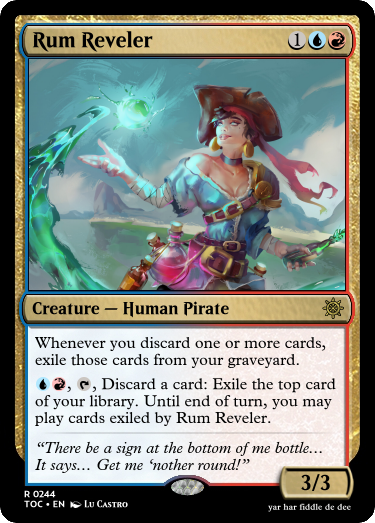 Rum Reveler 1
Creature — Human Pirate
Whenever you discard one or more cards,
exile those cards from your graveyard.
, , Discard a card: Exile the top card
of your library. Until end of turn, you may
play cards exiled by Rum Reveler.
“There be a sign at the bottom of me bottle…
It says… Get me ‘nother round!”
3/3
R 0244
TOC • EN Lu Castro
yar har fiddle de dee